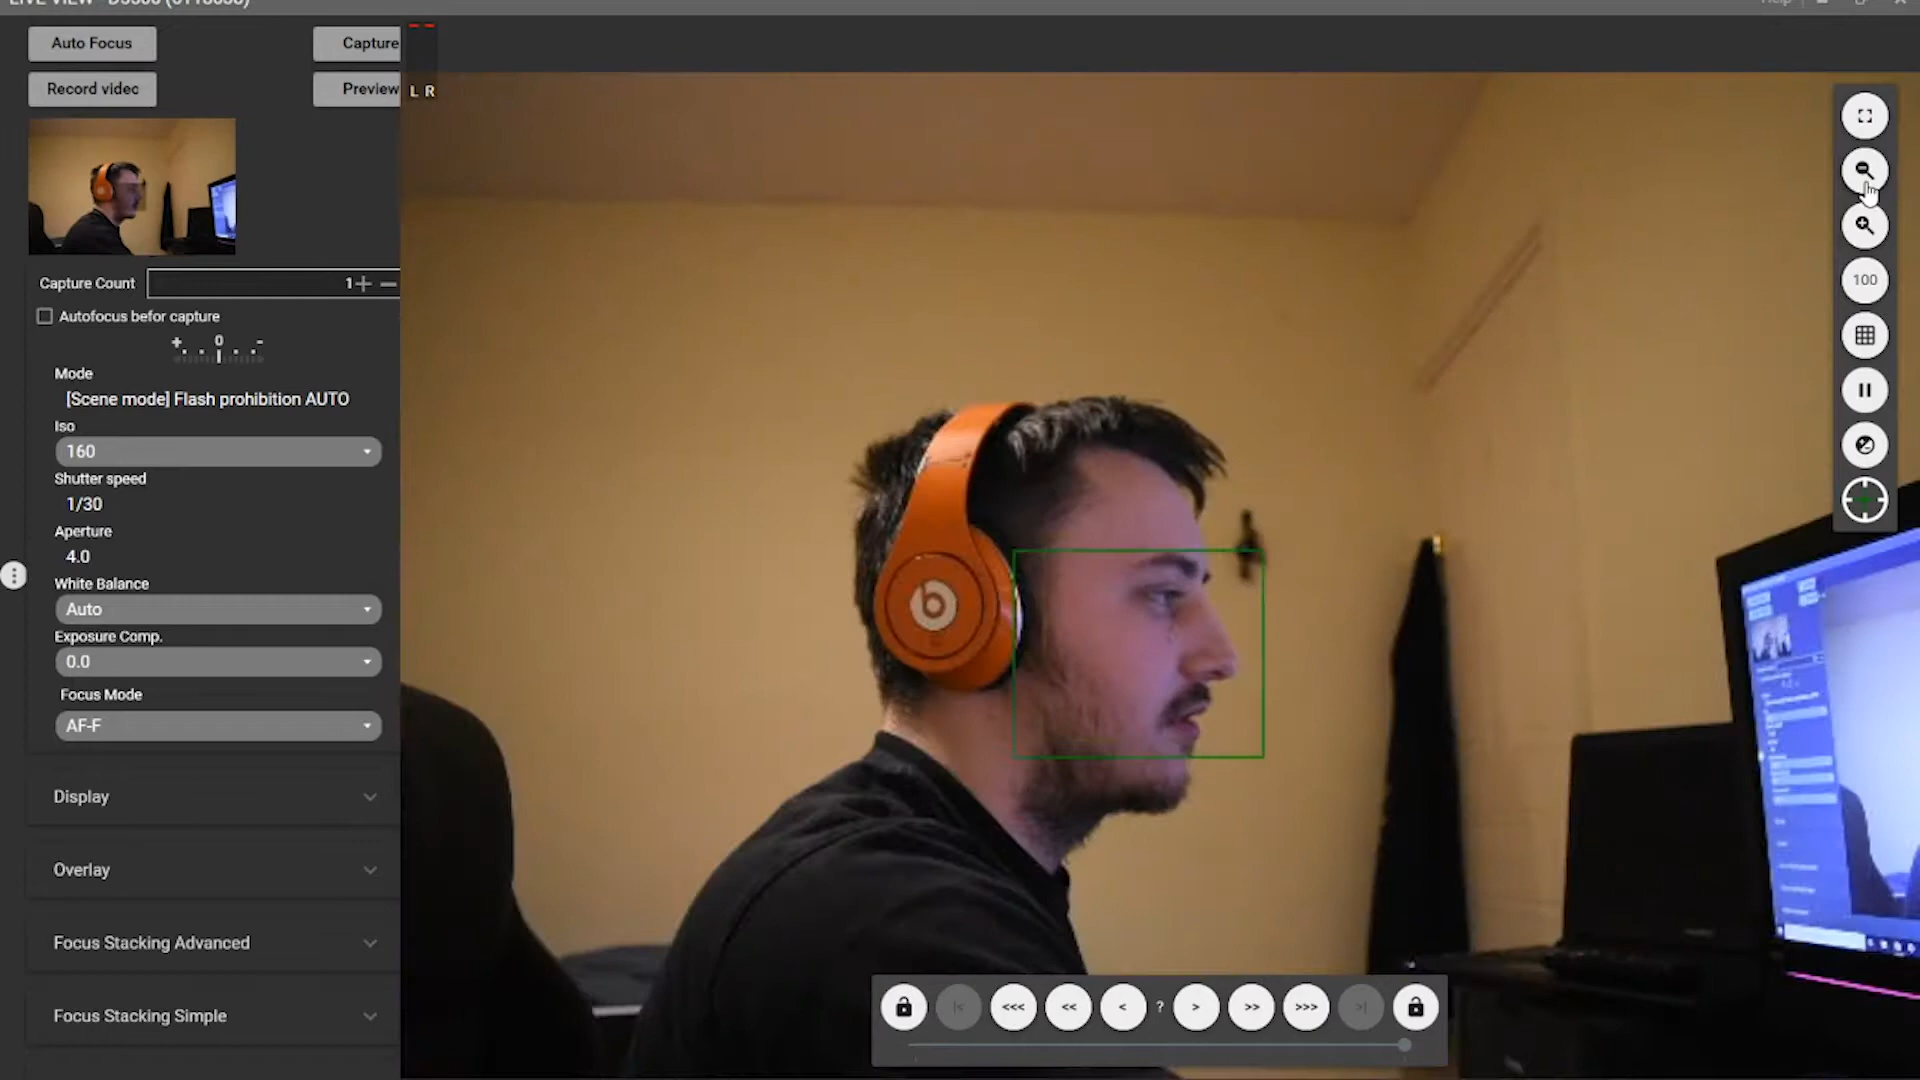 Auto Focus
Capture
Record video
Preview
L R
Capture Count
1
Autofocus befor capture
+ 0 -
Mode
[Scene mode] Flash prohibition AUTO
Iso
160
Shutter speed
1/30
Aperture
4.0
White Balance
Auto
Exposure Comp.
0.0
Focus Mode
AF-F
Display
Overlay
Focus Stacking Advanced
Focus Stacking Simple
100
b
|< <<< << < ? > >> >>> >|